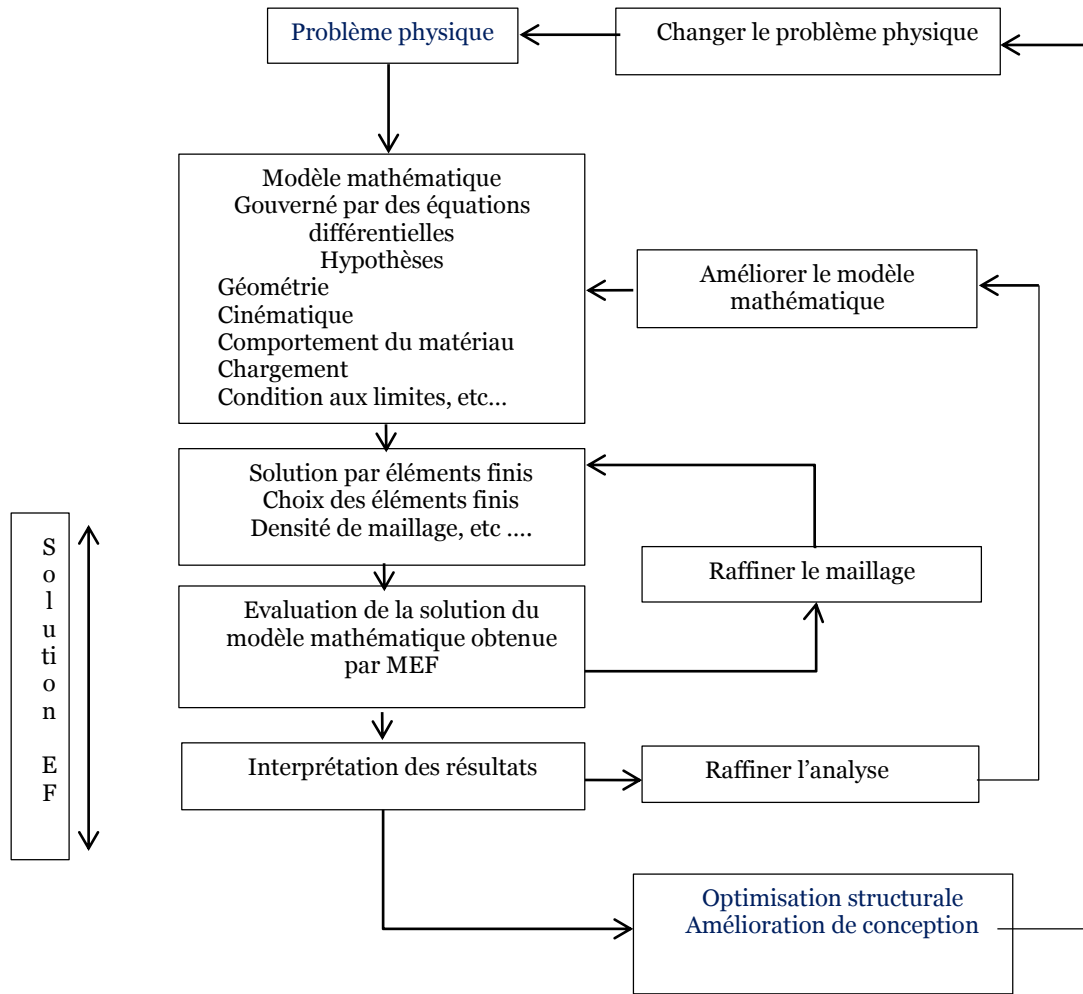 Problème physique
Changer le problème physique
Modèle mathématique
Gouverné par des équations
différentielles
Hypothèses
Géométrie
Cinématique
Comportement du matériau
Chargement
Condition aux limites, etc...
Améliorer le modèle
mathématique
Solution par éléments finis
Choix des éléments finis
Densité de maillage, etc ....
S
o
l
u
ti
o
n
E
F
Raffiner le maillage
Evaluation de la solution du
modèle mathématique obtenue
par MEF
Interprétation des résultats
Raffiner l’analyse
Optimisation structurale
Amélioration de conception